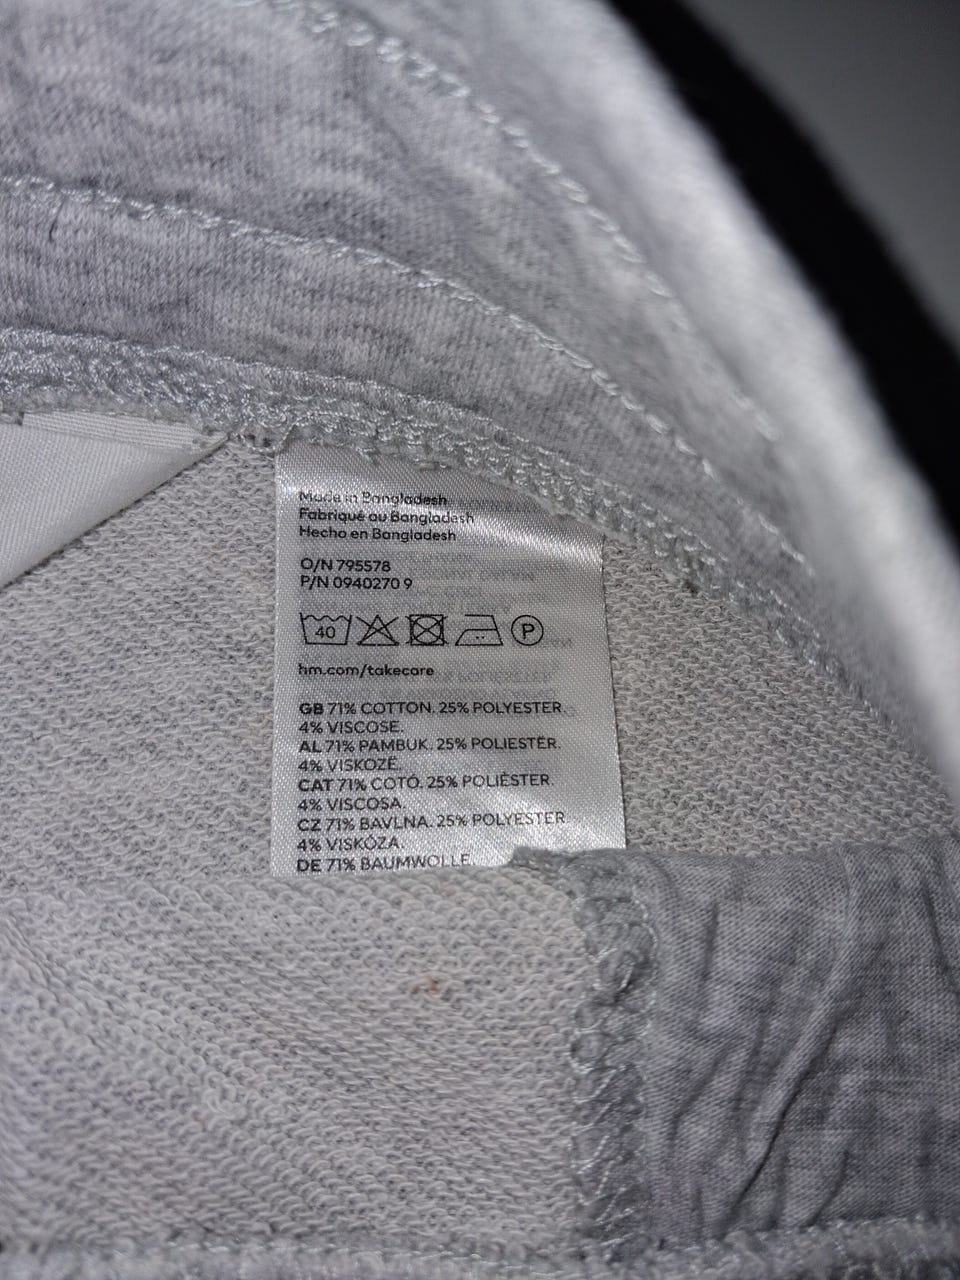 Made in Bangladesh
Fabriqué au Bangladesh
Hecho en Bangladesh
O/N 795578
P/N 0940270 9
40 P
hm.com/takecare
GB 71% COTTON. 25% POLYESTER.
4% VISCOSE.
AL 71% PAMBUK. 25% POLIESTËR.
4% VISKOZË.
CAT 71% COTÓ. 25% POLIÈSTER.
4% VISCOSA.
CZ 71% BAVLNA. 25% POLYESTER
4% VISKÓZA.
DE 71% BAUMWOLLE.